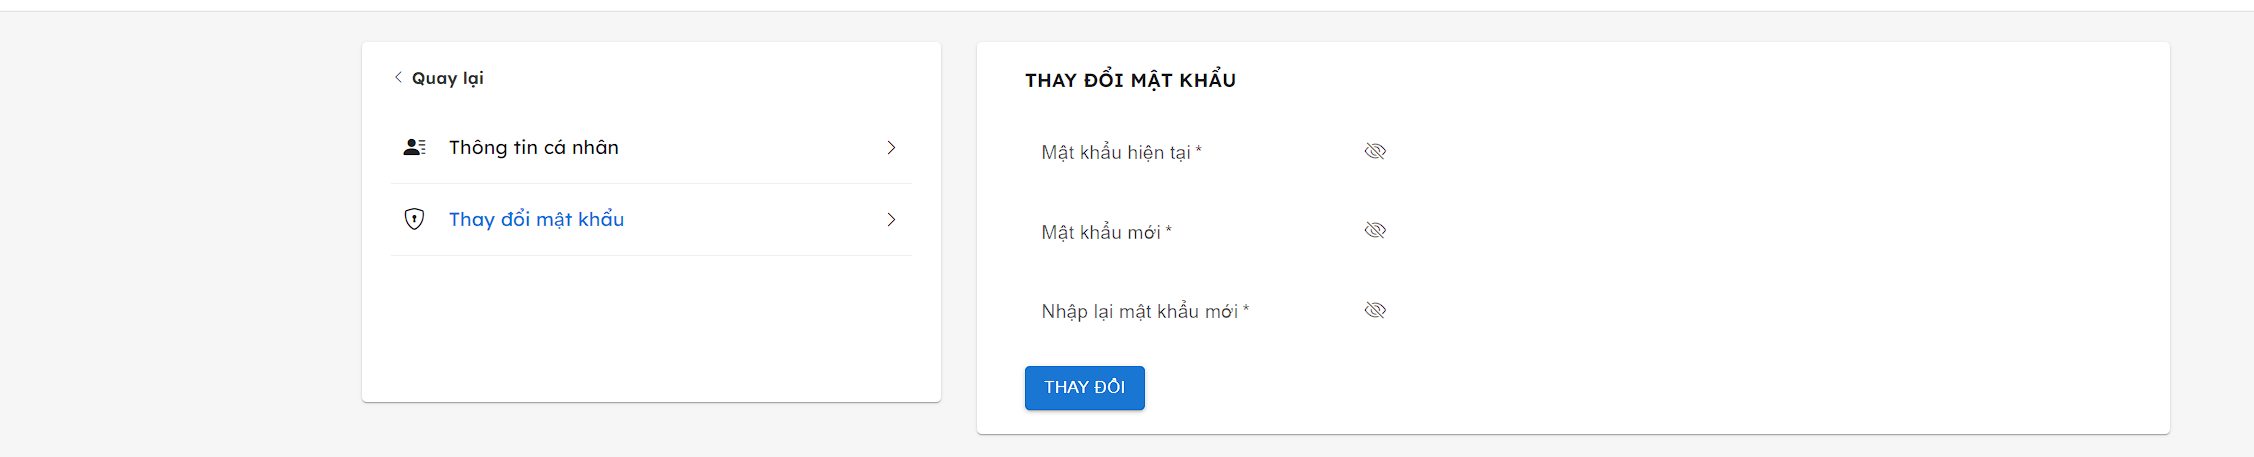 Quay lại
Thông tin cá nhân
Thay đổi mật khẩu
THAY ĐỔI MẬT KHẨU
Mật khẩu hiện tại *
Mật khẩu mới *
Nhập lại mật khẩu mới *
THAY ĐỔI